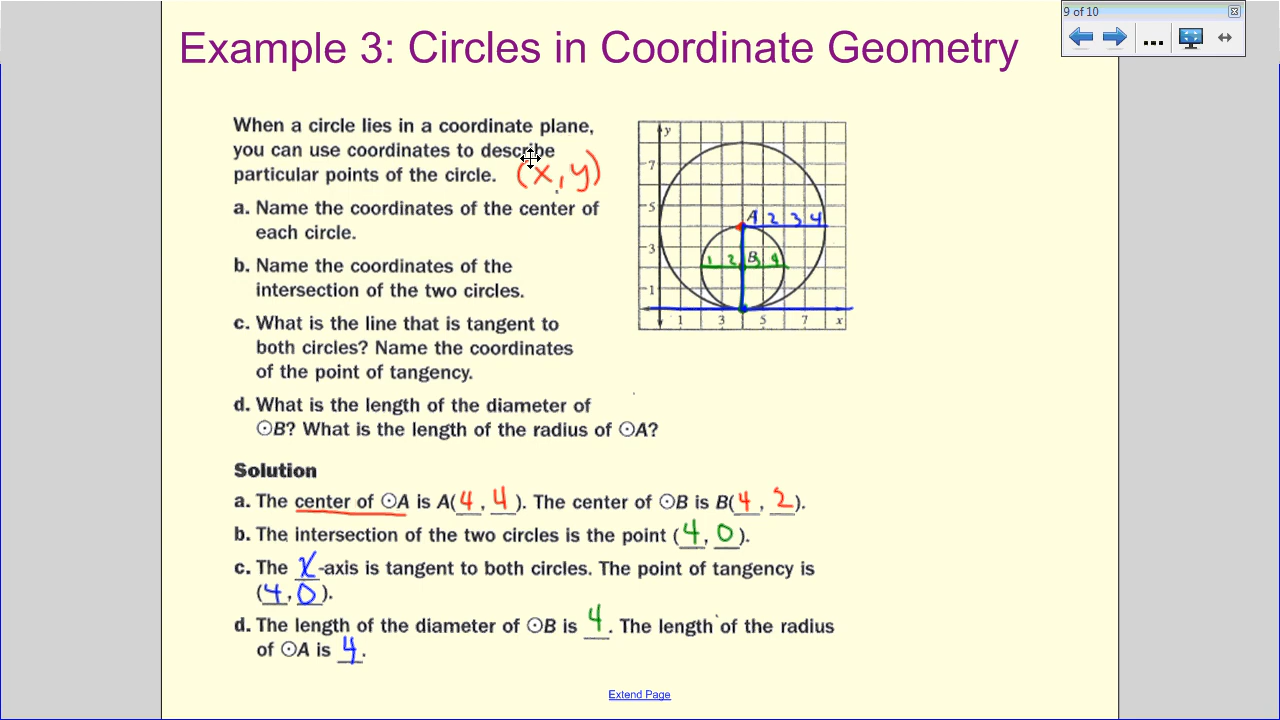 9 of 10
Example 3: Circles in Coordinate Geometry
When a circle lies in a coordinate plane,
you can use coordinates to describe
particular points of the circle. (x, y)
a. Name the coordinates of the center of
each circle.
b. Name the coordinates of the
intersection of the two circles.
c. What is the line that is tangent to
both circles? Name the coordinates
of the point of tangency.
d. What is the length of the diameter of
⊙B? What is the length of the radius of ⊙A?
y
7
5
A 2 3 4
3
1 2 B 3 4
1
1 3 5 7 x
Solution
a. The center of ⊙A is A(4, 4). The center of ⊙B is B(4, 2).
b. The intersection of the two circles is the point (4, 0).
c. The x-axis is tangent to both circles. The point of tangency is
(4, 0).
d. The length of the diameter of ⊙B is 4. The length of the radius
of ⊙A is 4.
Extend Page